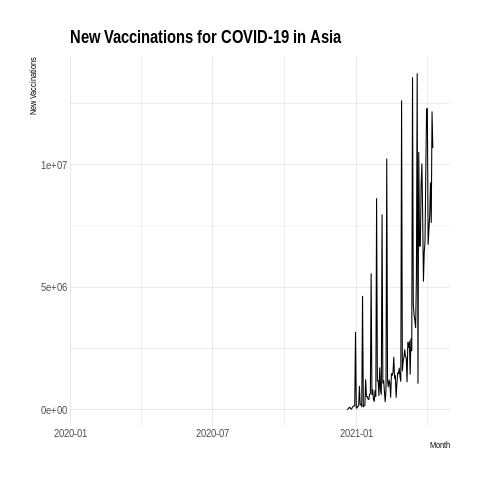 New Vaccinations for COVID-19 in Asia
New Vaccinations
1e+07
5e+06
0e+00
2020-01 2020-07 2021-01
Month